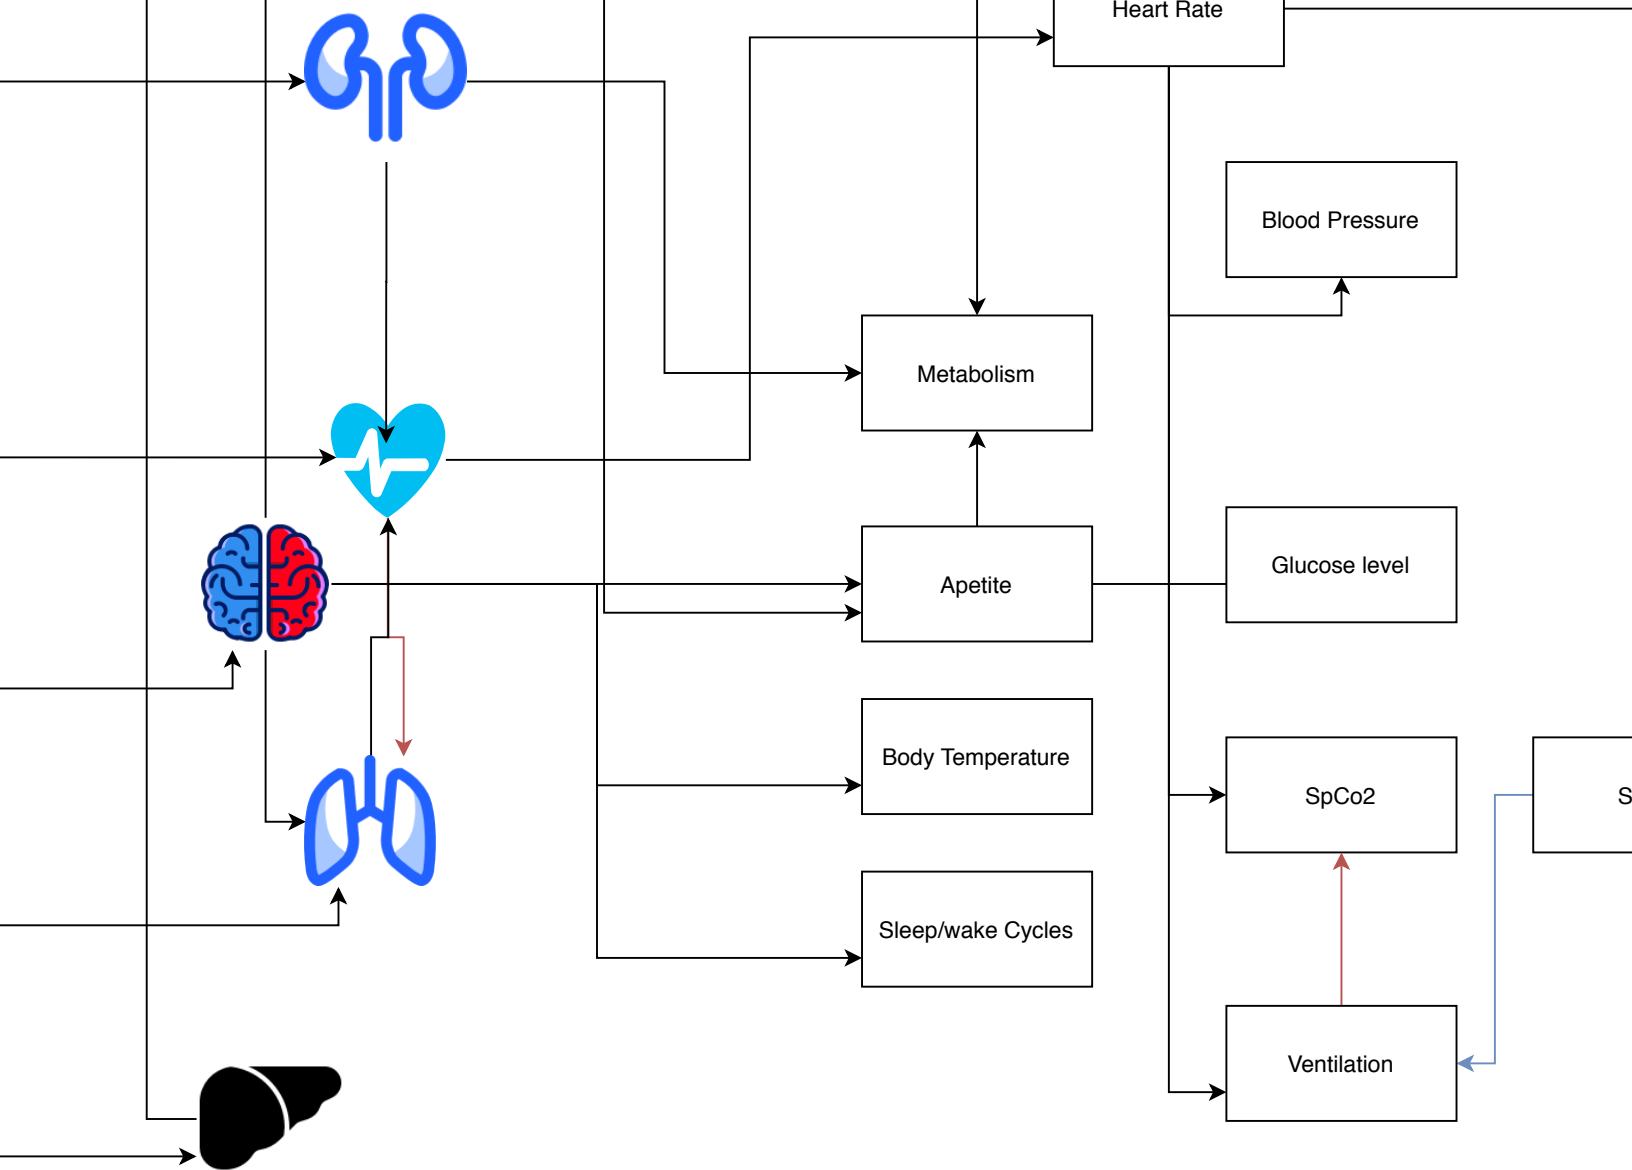 Heart Rate
Blood Pressure
Metabolism
Glucose level
Apetite
Body Temperature
SpCo2
S
Sleep/wake Cycles
Ventilation